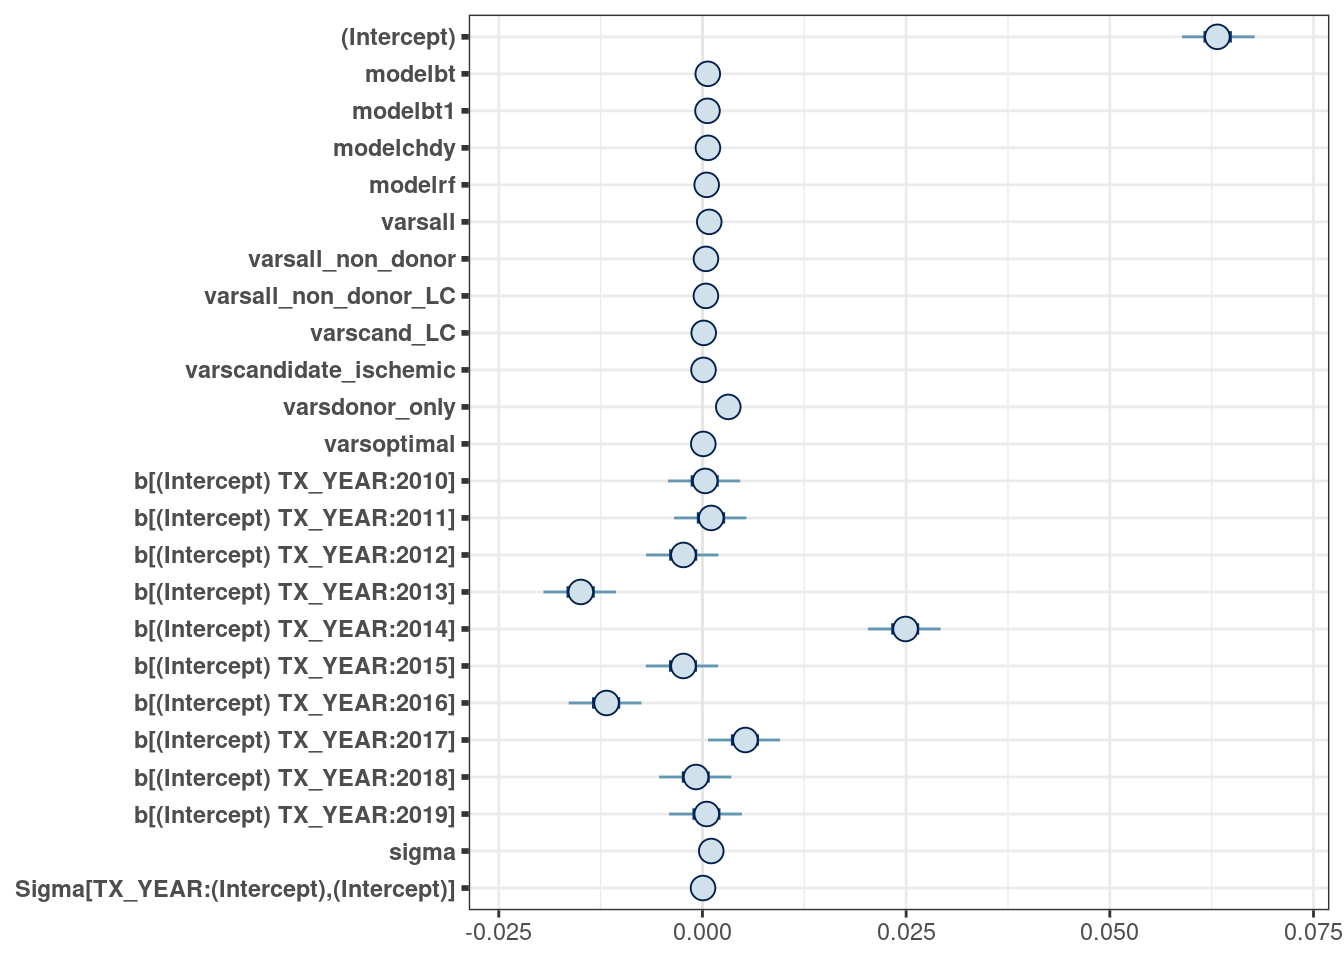 (Intercept)
modelbt
modelbt1
modelchdy
modelrf
varsall
varsall_non_donor
varsall_non_donor_LC
varscand_LC
varscandidate_ischemic
varsdonor_only
varsoptimal
b[(Intercept) TX_YEAR:2010]
b[(Intercept) TX_YEAR:2011]
b[(Intercept) TX_YEAR:2012]
b[(Intercept) TX_YEAR:2013]
b[(Intercept) TX_YEAR:2014]
b[(Intercept) TX_YEAR:2015]
b[(Intercept) TX_YEAR:2016]
b[(Intercept) TX_YEAR:2017]
b[(Intercept) TX_YEAR:2018]
b[(Intercept) TX_YEAR:2019]
sigma
Sigma[TX_YEAR:(Intercept),(Intercept)]
-0.025 0.000 0.025 0.050 0.075